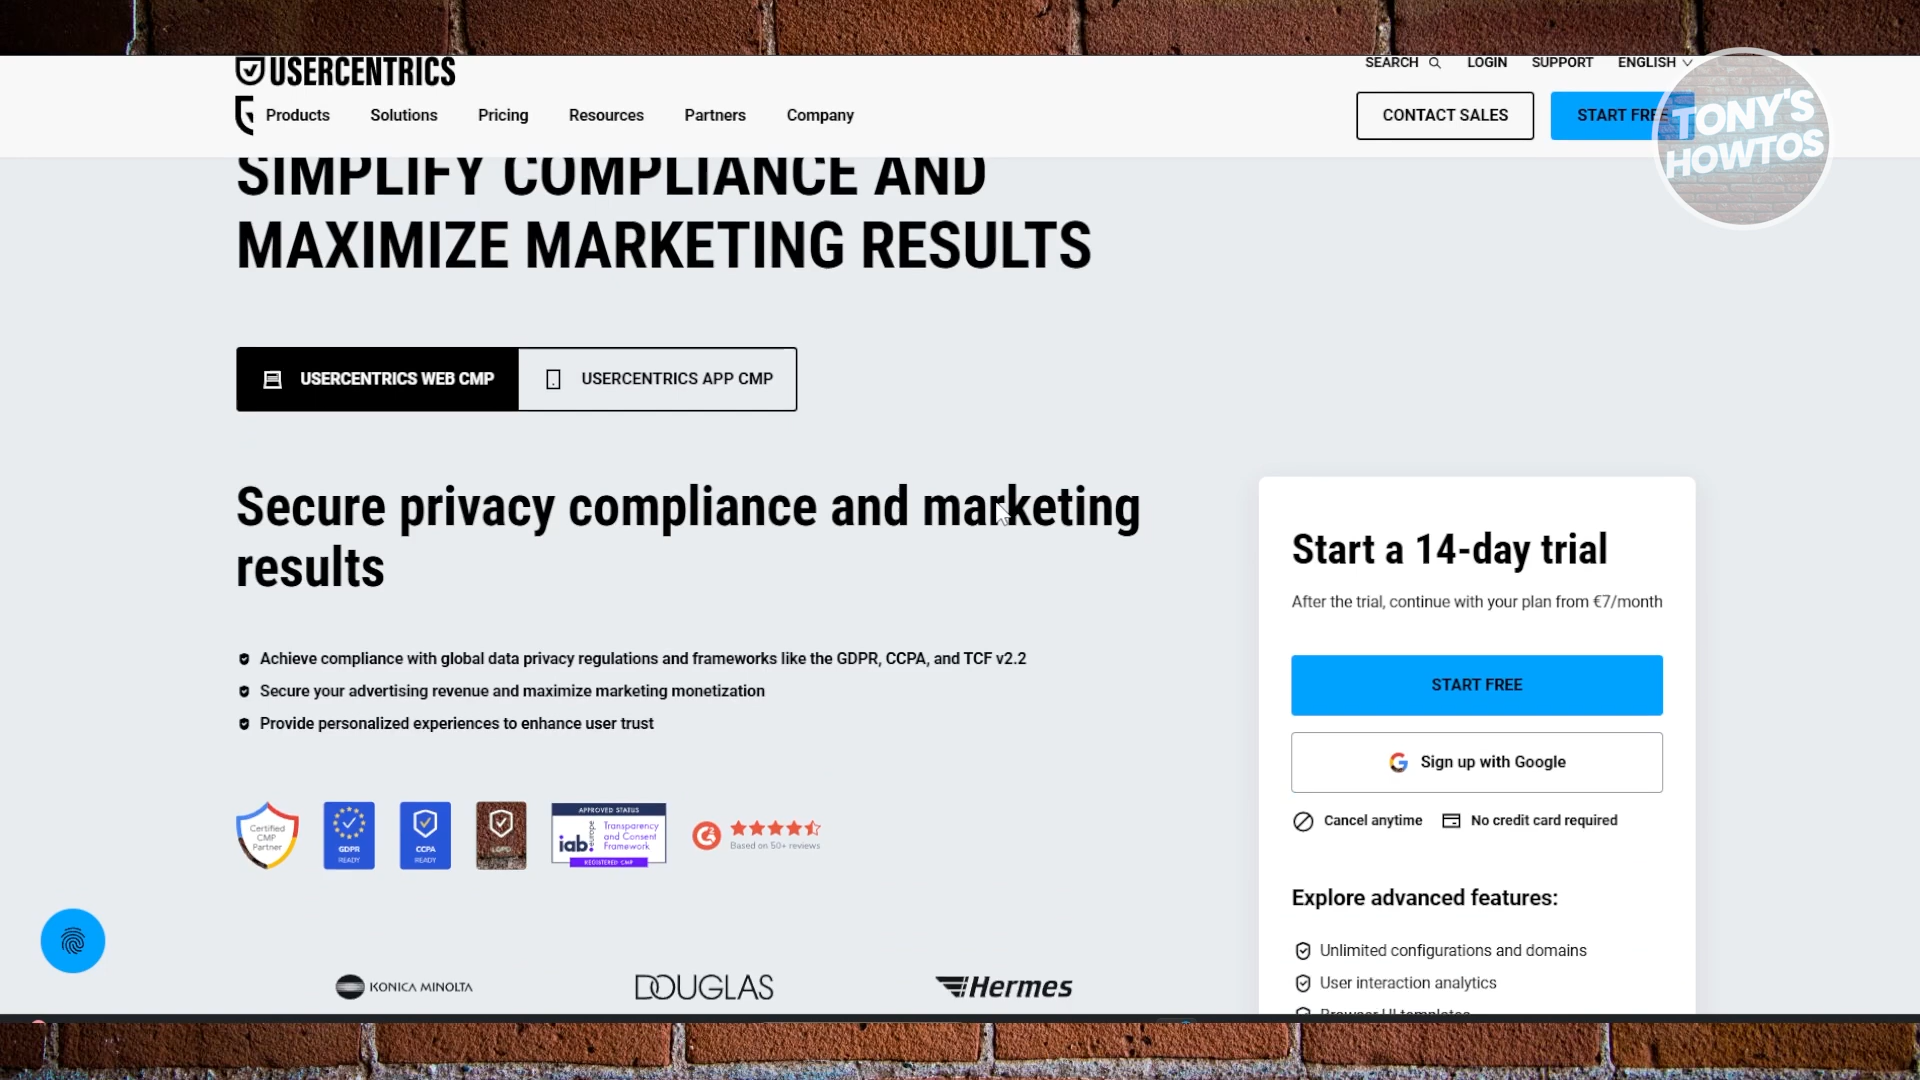 USERCENTRICS
SEARCH LOGIN SUPPORT ENGLISH
Products Solutions Pricing Resources Partners Company
CONTACT SALES
START FREE
TONY'S
HOWTOS
SIMPLIFY COMPLIANCE AND
MAXIMIZE MARKETING RESULTS
USERCENTRICS WEB CMP
USERCENTRICS APP CMP
Secure privacy compliance and marketing
results
Achieve compliance with global data privacy regulations and frameworks like the GDPR, CCPA, and TCF v2.2
Secure your advertising revenue and maximize marketing monetization
Provide personalized experiences to enhance user trust
Certified
CMP
Partner
GDPR
READY
CCPA
READY
LGPD
APPROVED STATUS
iab europe
Transparency
and Consent
Framework
REGISTERED CMP
Based on 50+ reviews
KONICA MINOLTA
DOUGLAS
Hermes
Start a 14-day trial
After the trial, continue with your plan from €7/month
START FREE
Sign up with Google
Cancel anytime
No credit card required
Explore advanced features:
Unlimited configurations and domains
User interaction analytics
Browser UI templates